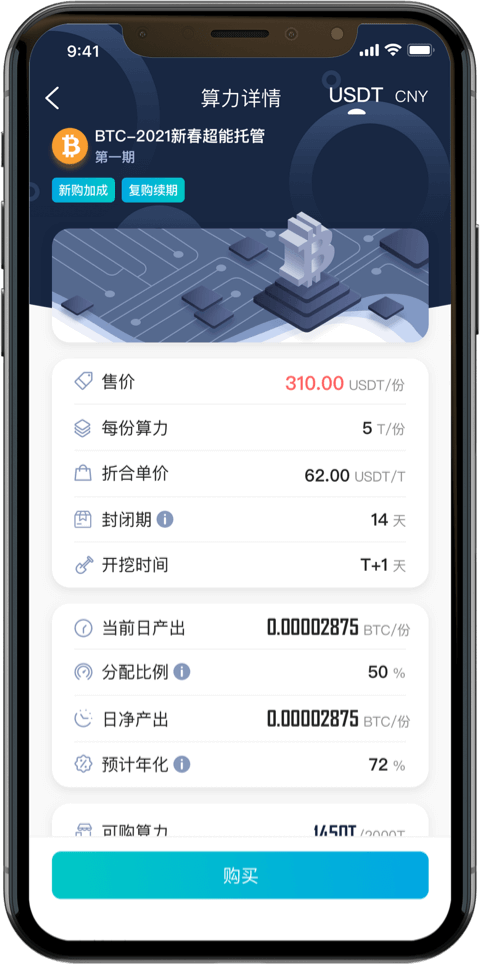 9:41
算力详情 USDT CNY
BTC-2021新春超能托管
第一期
新购加成 复购续期
售价 310.00 USDT/份
每份算力 5 T/份
折合单价 62.00 USDT/T
封闭期 14 天
开挖时间 T+1 天
当前日产出 0.00002875 BTC/份
分配比例 50 %
日净产出 0.00002875 BTC/份
预计年化 72 %
可购算力 1450T /2000T
购买